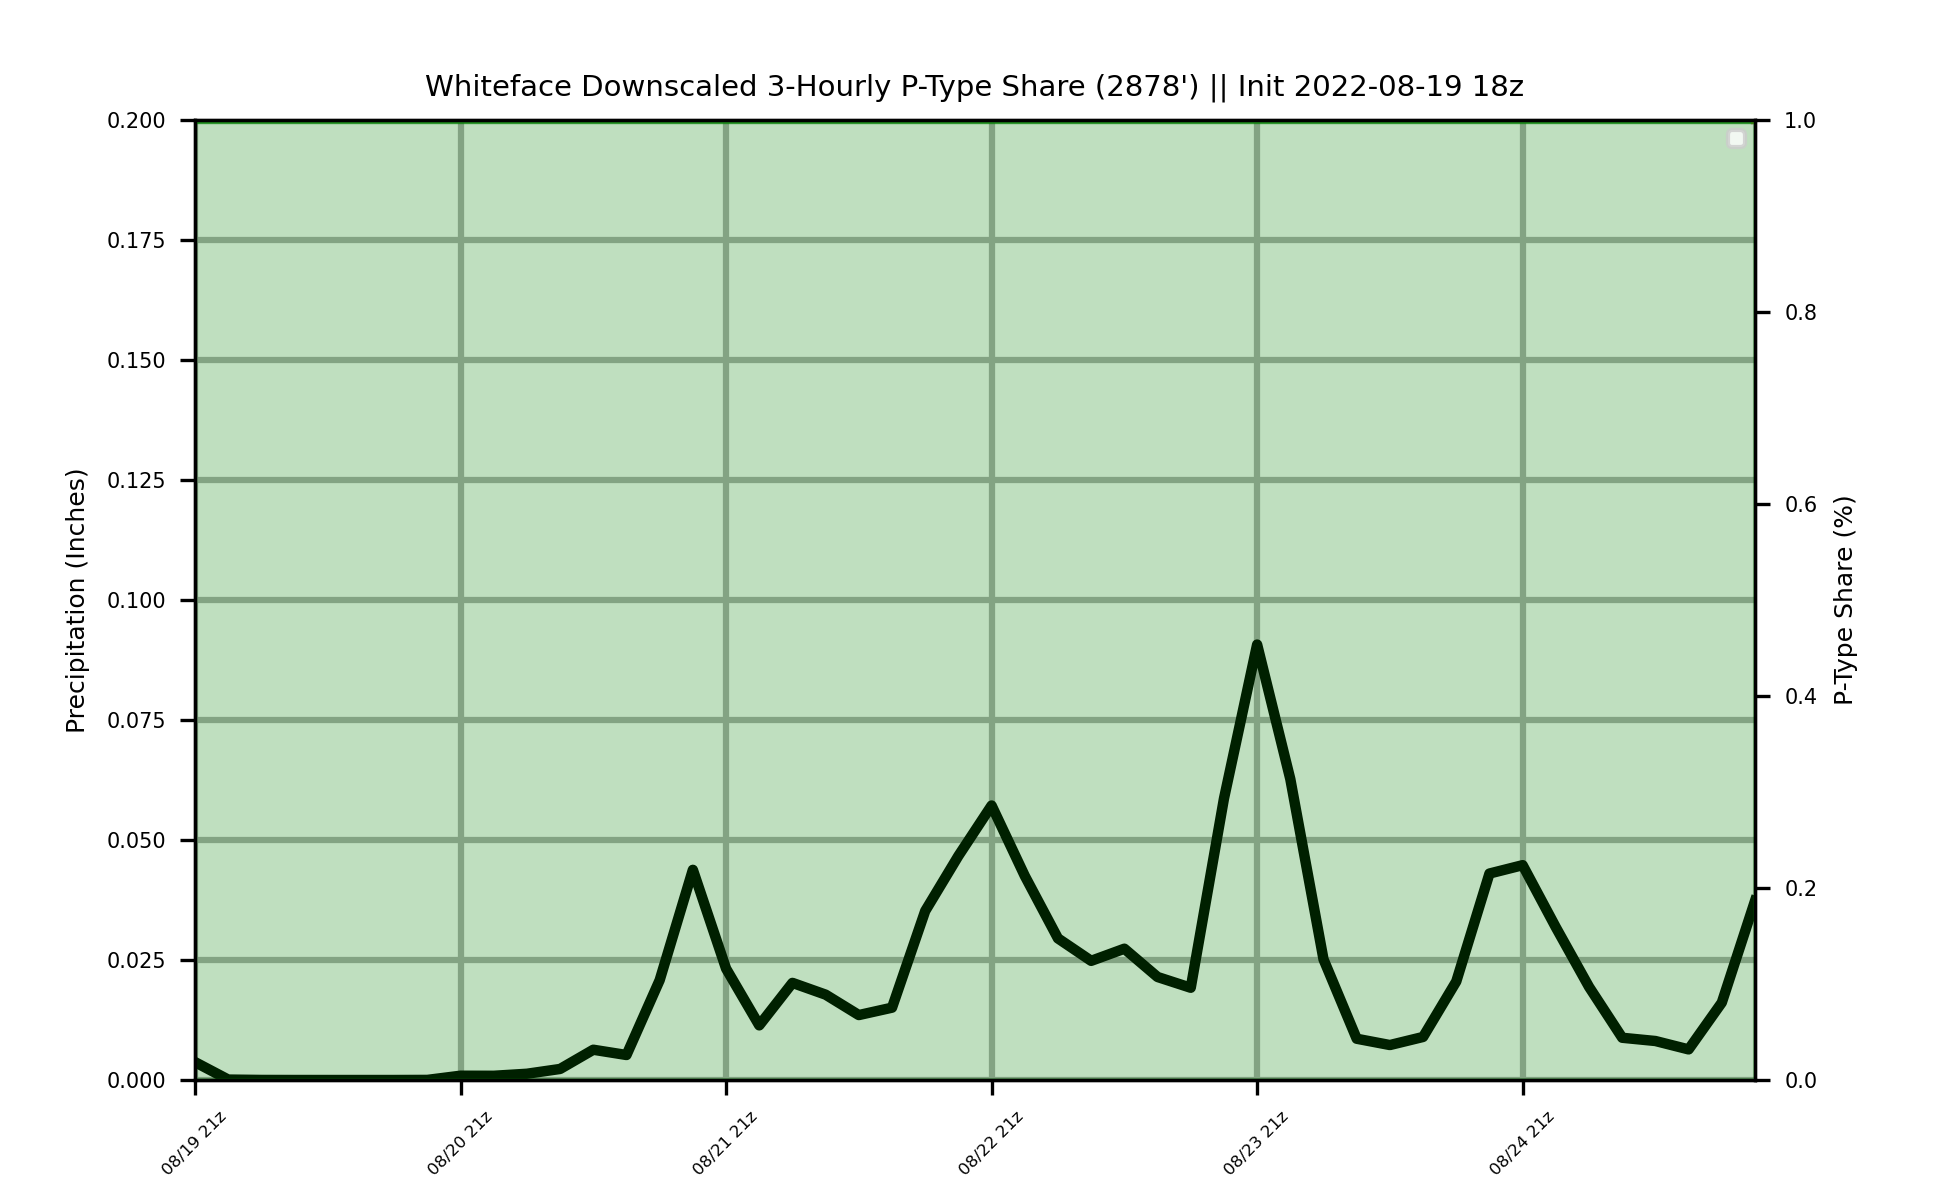 Whiteface Downscaled 3-Hourly P-Type Share (2878') || Init 2022-08-19 18z
0.200
0.175
0.150
0.125
0.100
0.075
0.050
0.025
0.000
Precipitation (Inches)
1.0
0.8
0.6
0.4
0.2
0.0
P-Type Share (%)
08/19 21z
08/20 21z
08/21 21z
08/22 21z
08/23 21z
08/24 21z